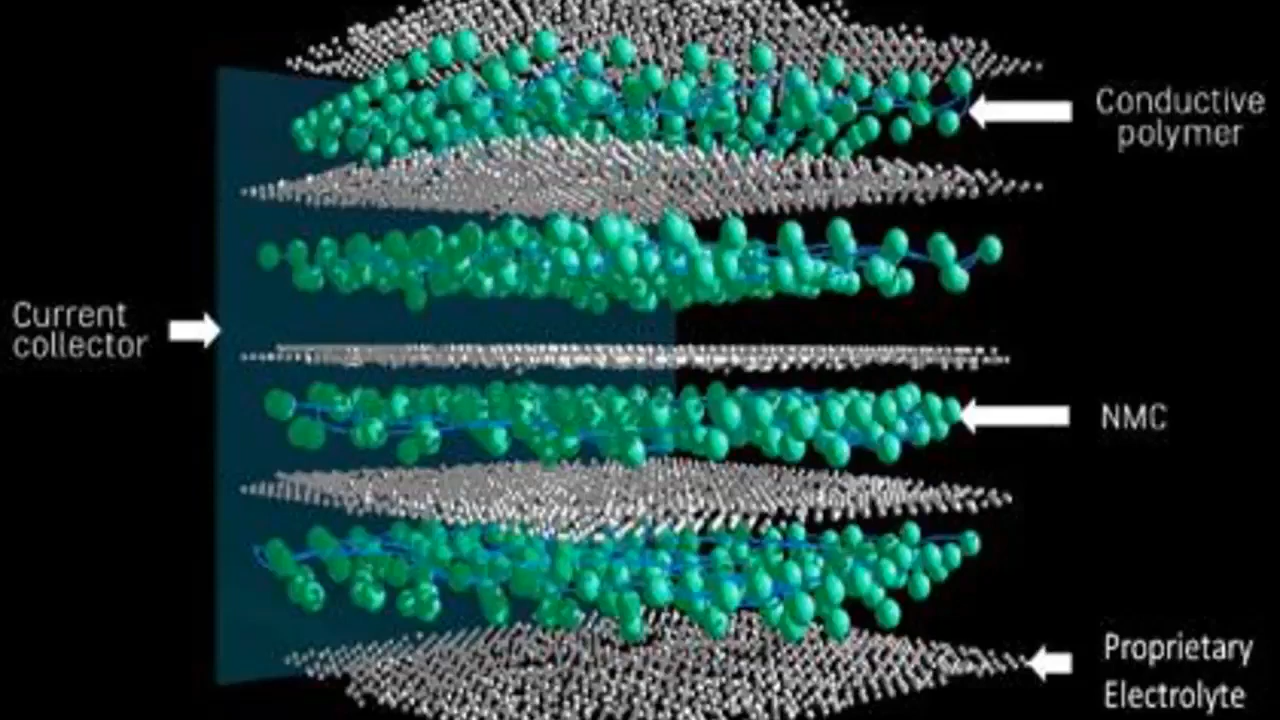 Conductive
polymer
Current
collector
NMC
Proprietary
Electrolyte